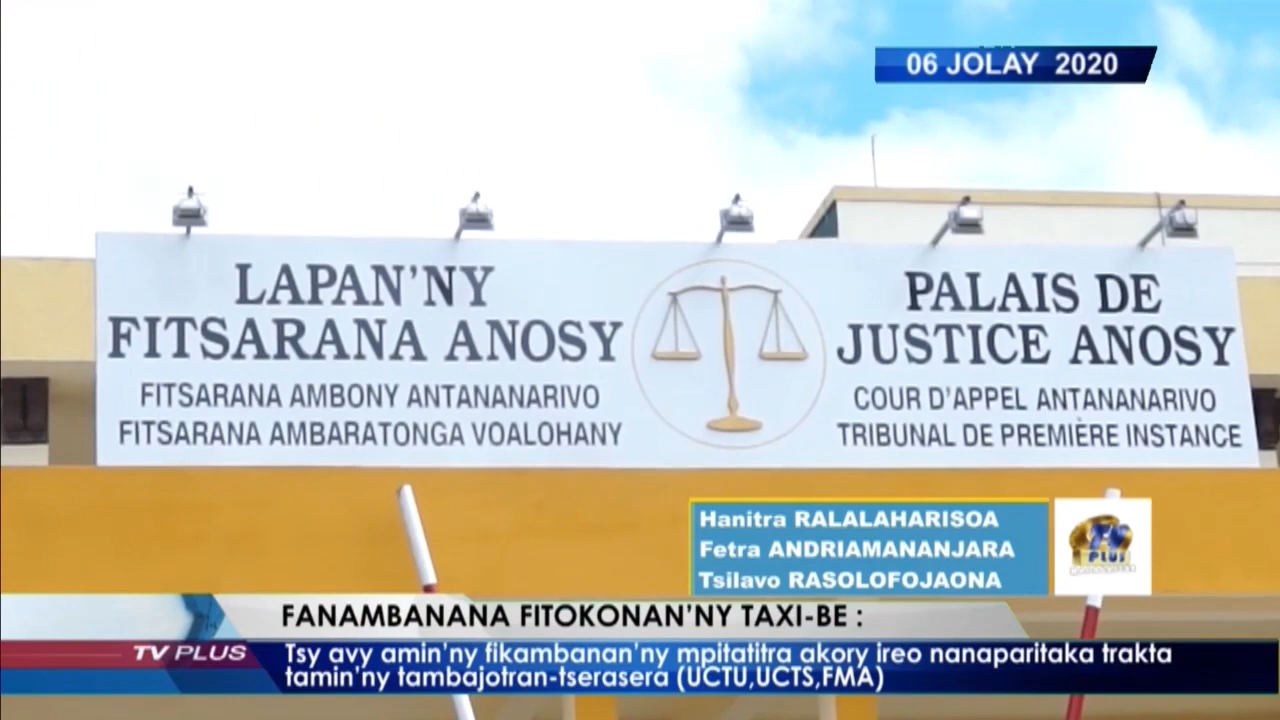 06 JOLAY 2020
LAPAN'NY
FITSARANA ANOSY
FITSARANA AMBONY ANTANANARIVO
FITSARANA AMBARATONGA VOALOHANY
PALAIS DE
JUSTICE ANOSY
COUR D'APPEL ANTANANARIVO
TRIBUNAL DE PREMIÈRE INSTANCE
Hanitra RALALAHARISOA
Fetra ANDRIAMANANJARA
Tsilavo RASOLOFOJAONA
TV PLUS
FANAMBANANA FITOKONAN'NY TAXI-BE :
TV PLUS
Tsy avy amin'ny fikambanan'ny mpitatitra akory ireo nanaparitaka trakta
tamin'ny tambajotran-tserasera (UCTU,UCTS,FMA)